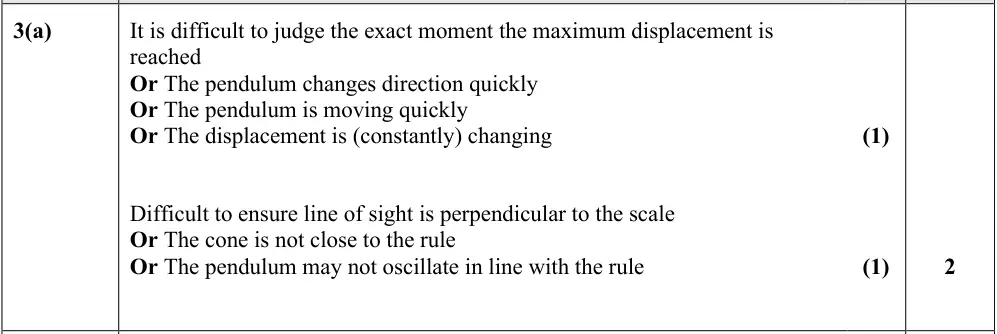 3(a) It is difficult to judge the exact moment the maximum displacement is
reached
Or The pendulum changes direction quickly
Or The pendulum is moving quickly
Or The displacement is (constantly) changing (1)
Difficult to ensure line of sight is perpendicular to the scale
Or The cone is not close to the rule
Or The pendulum may not oscillate in line with the rule (1) 2